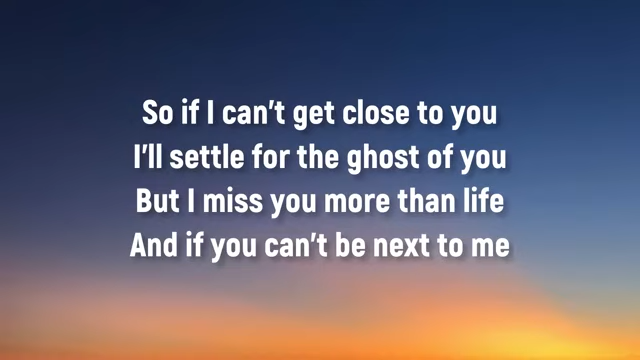 So if I can't get close to you
I'll settle for the ghost of you
But I miss you more than life
And if you can't be next to me